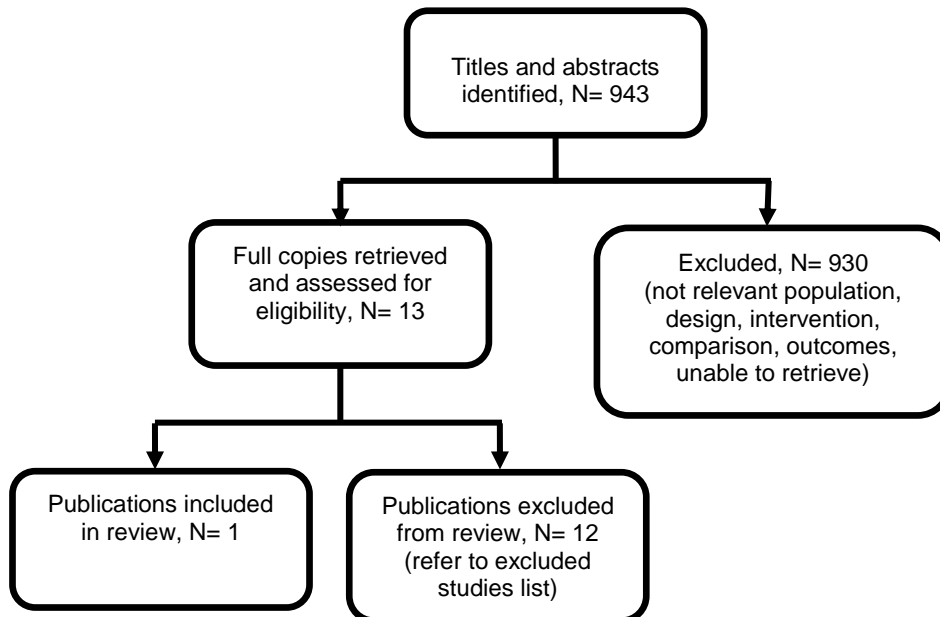 Titles and abstracts
identified, N= 943
Full copies retrieved
and assessed for
eligibility, N= 13
Excluded, N= 930
(not relevant population,
design, intervention,
comparison, outcomes,
unable to retrieve)
Publications included
in review, N= 1
Publications excluded
from review, N= 12
(refer to excluded
studies list)